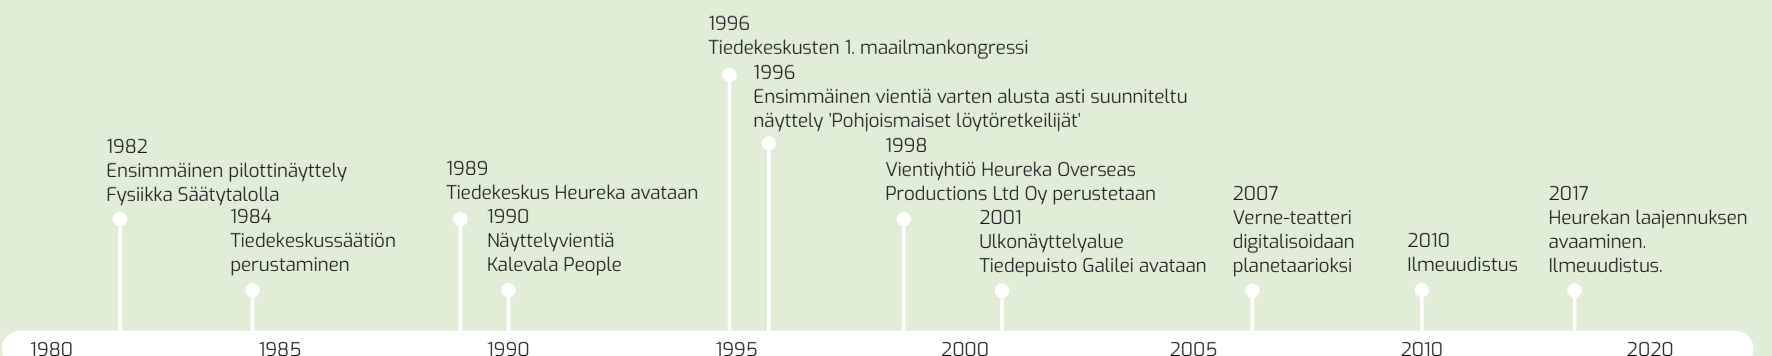 1996
Tiedekeskusten 1. maailmankongressi
1996
Ensimmäinen vientiä varten alusta asti suunniteltu
näyttely 'Pohjoismaiset löytöretkeilijät'
1982
Ensimmäinen pilottinäyttely
Fysiikka Säätytalolla
1984
Tiedekeskussäätiön
perustaminen
1989
Tiedekeskus Heureka avataan
1990
Näyttelyvientiä
Kalevala People
1998
Vientiyhtiö Heureka Overseas
Productions Ltd Oy perustetaan
2001
Ulkonäyttelyalue
Tiedepuisto Galilei avataan
2007
Verne-teatteri
digitalisoidaan
planetaarioksi
2010
Ilmeuudistus
2017
Heurekan laajennuksen
avaaminen.
Ilmeuudistus.
1980 1985 1990 1995 2000 2005 2010 2020